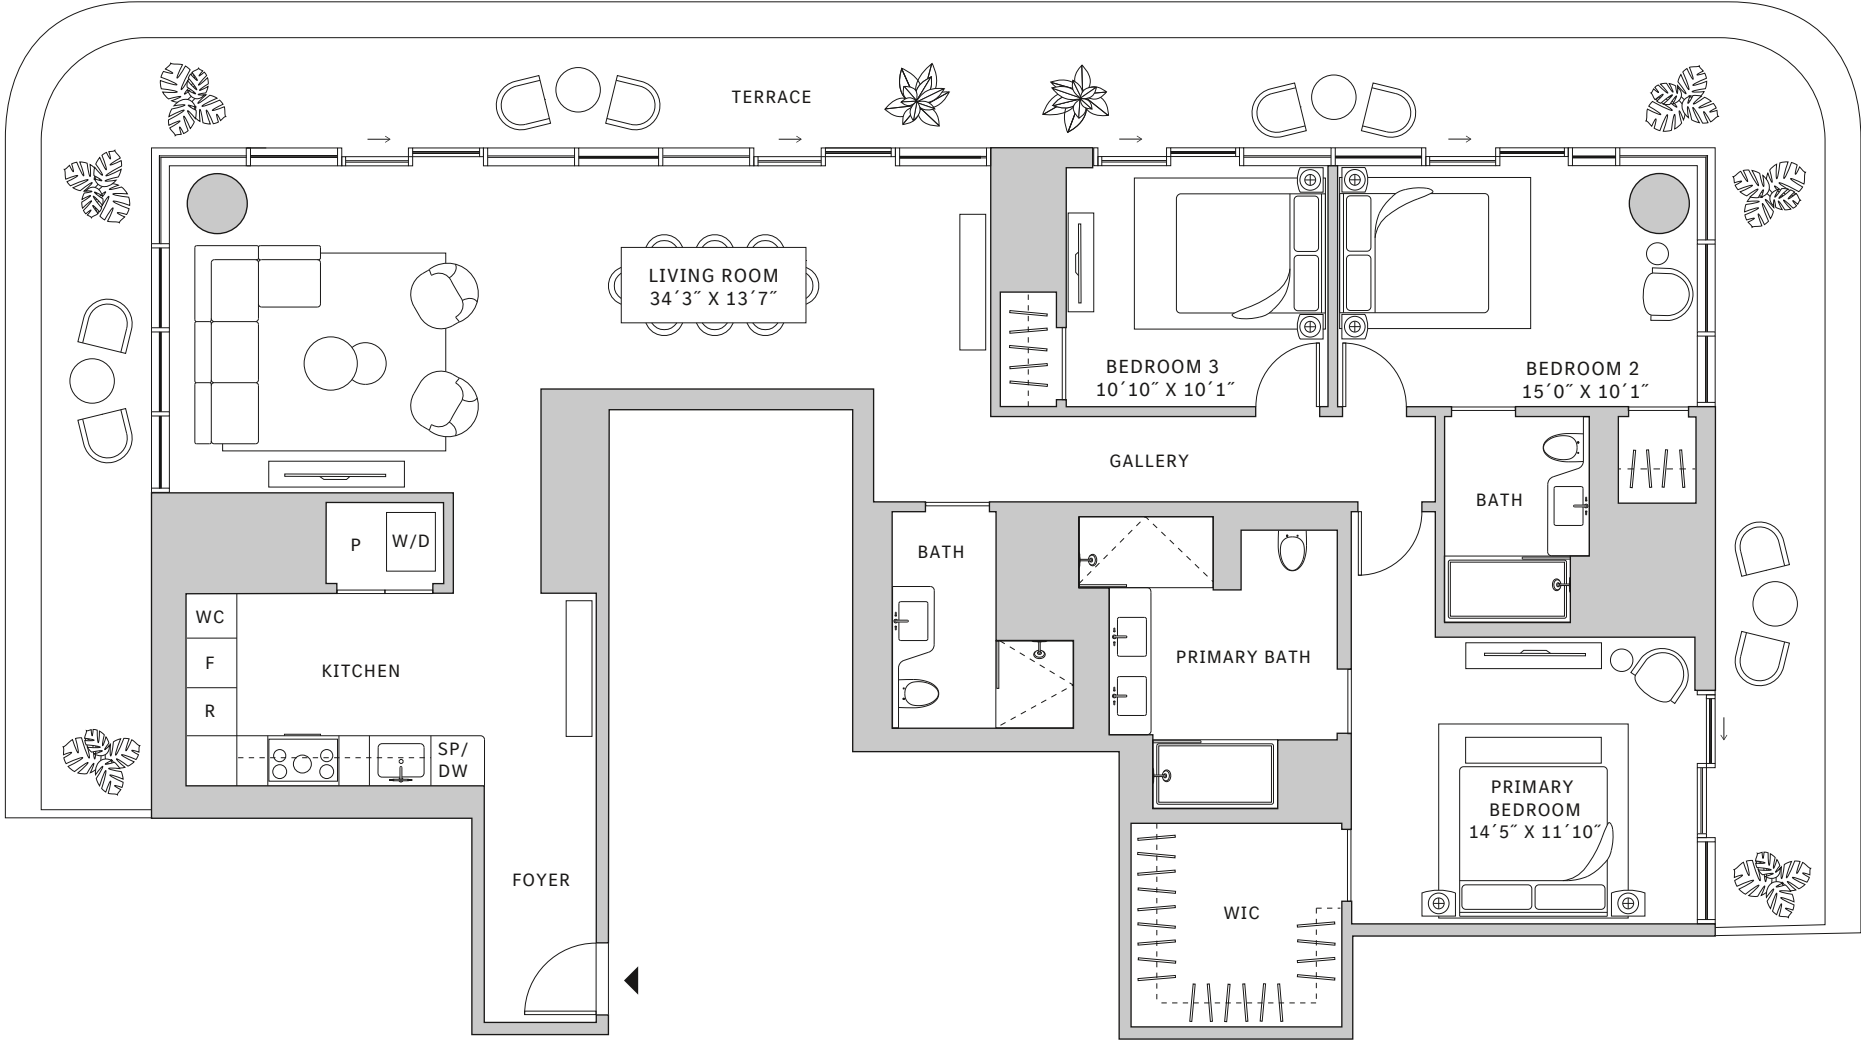 TERRACE
LIVING ROOM
34´3˝ X 13´7˝
BEDROOM 3
10´10˝ X 10´1˝
BEDROOM 2
15´0˝ X 10´1˝
GALLERY
BATH
P
W/D
BATH
WC
F
R
KITCHEN
SP/
DW
PRIMARY BATH
PRIMARY
BEDROOM
14´5˝ X 11´10˝
FOYER
WIC